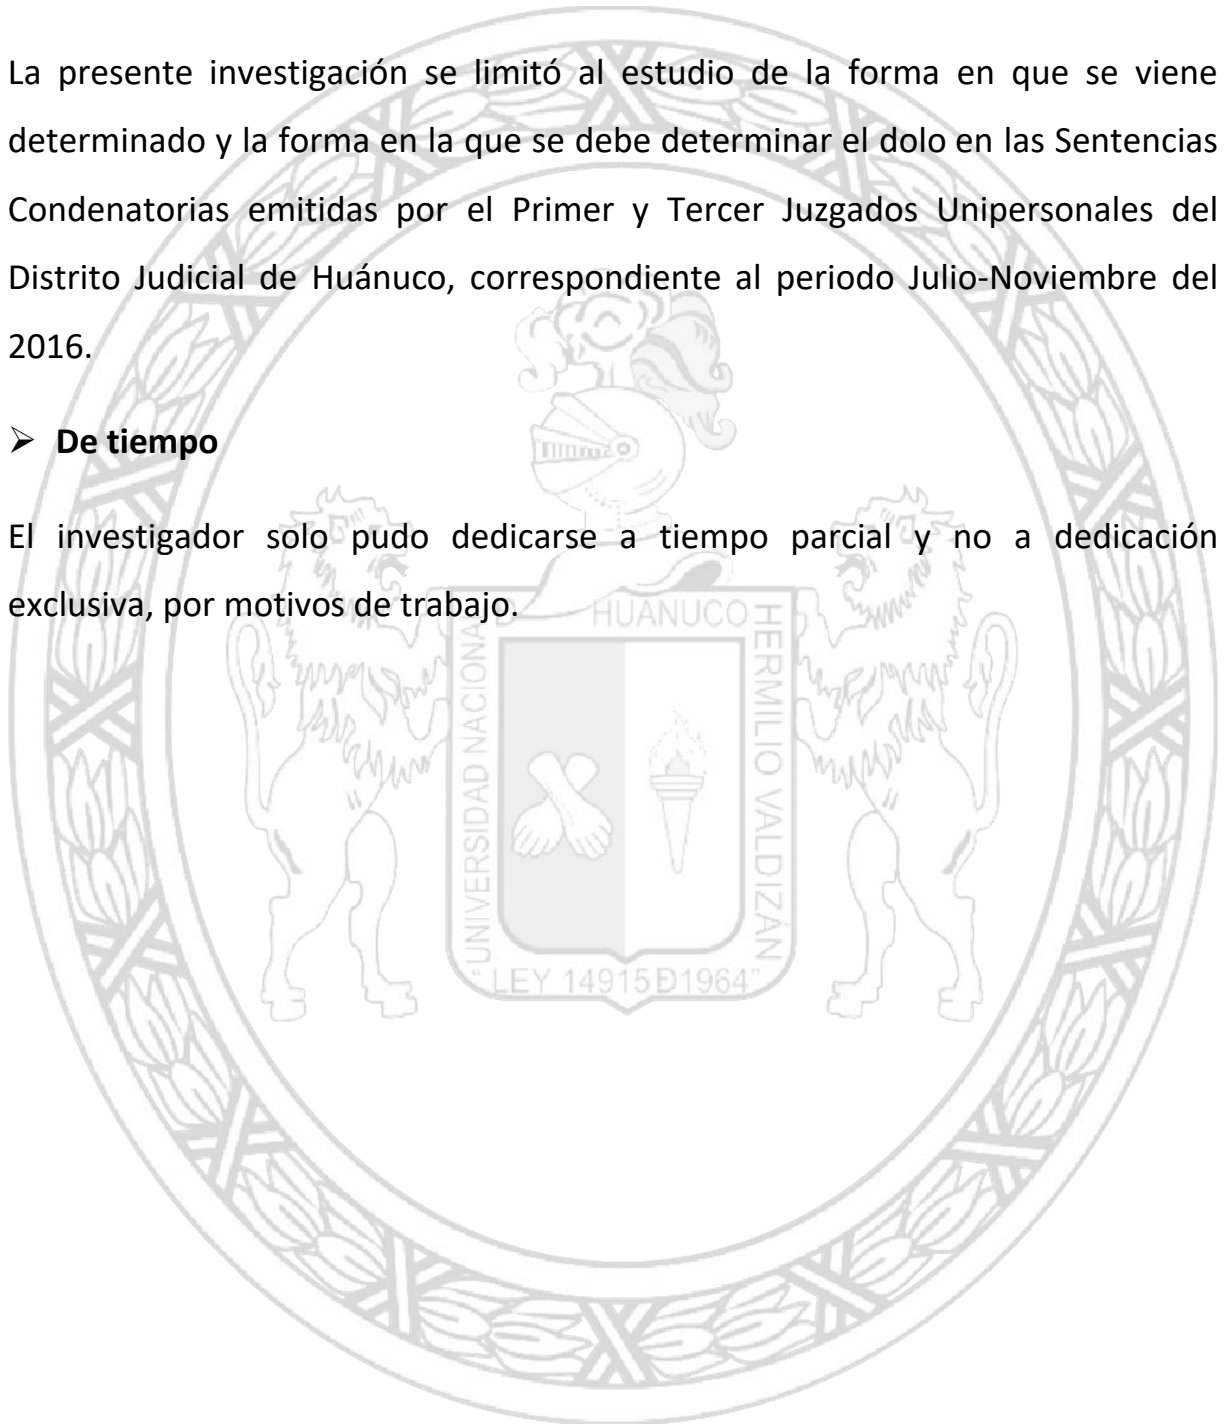 La presente investigación se limitó al estudio de la forma en que se viene
determinado y la forma en la que se debe determinar el dolo en las Sentencias
Condenatorias emitidas por el Primer y Tercer Juzgados Unipersonales del
Distrito Judicial de Huánuco, correspondiente al periodo Julio-Noviembre del
2016.
➢ De tiempo
El investigador solo pudo dedicarse a tiempo parcial y no a dedicación
exclusiva, por motivos de trabajo.
"UNIVERSIDAD NACIONAL
D HUANUCO
HERMILIO VALDIZÁN
"LEY 14915 D 1964"